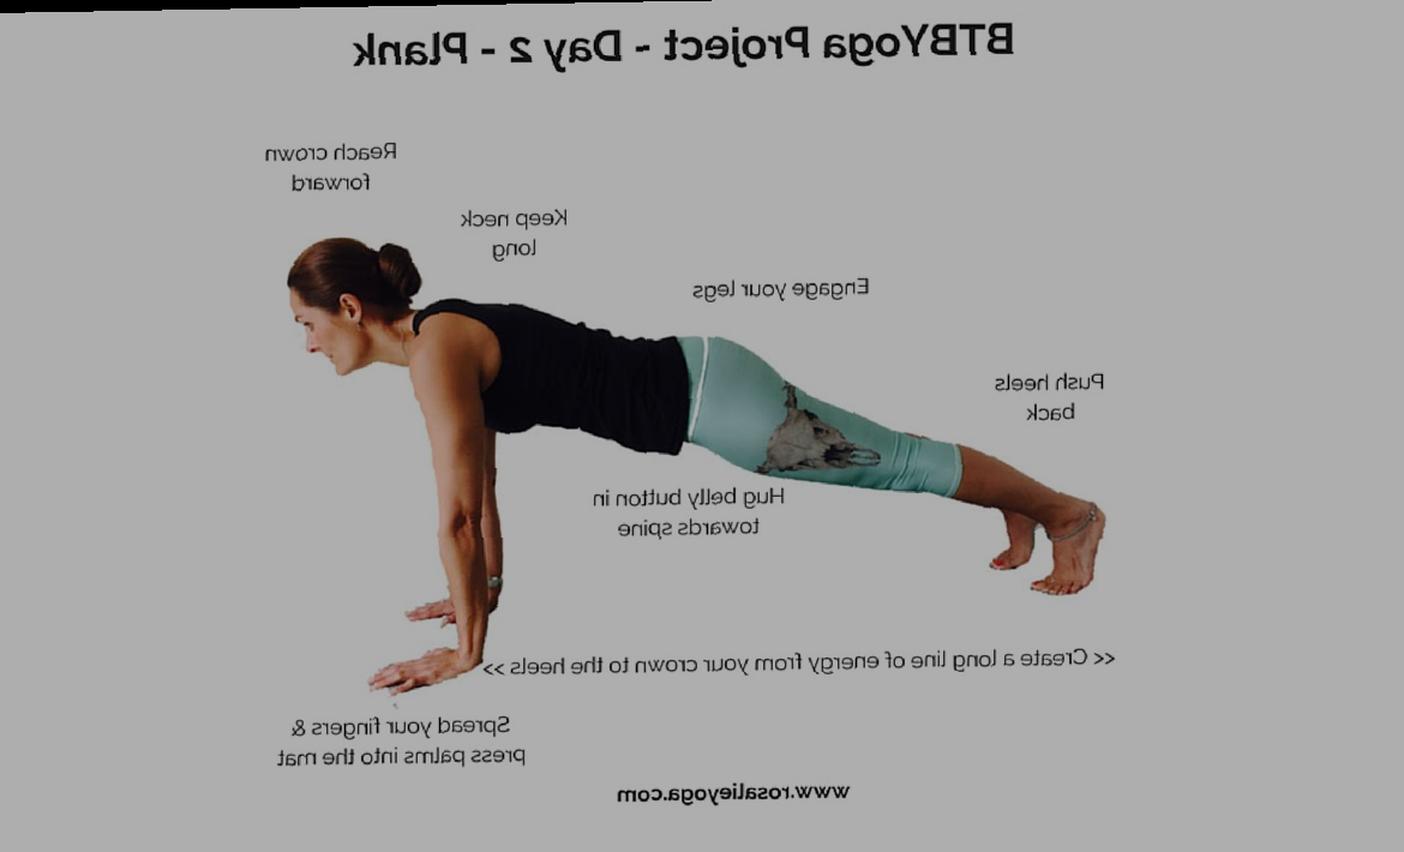 BTBYoga Project - Day 2 - Plank
Reach crown
forward
Keep neck
long
Engage your legs
Push heels
back
Hug belly button in
towards spine
<< Create a long line of energy from your crown to the heels >>
Spread your fingers &
press palms into the mat
www.rosalieyoga.com